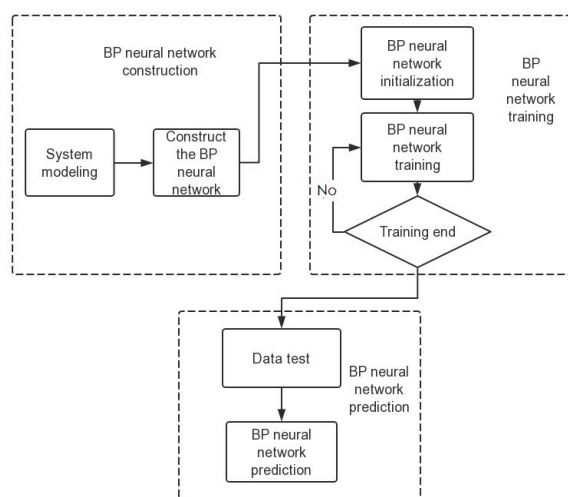 BP neural network
construction
System
modeling
Construct
the BP
neural
network
BP neural
network
initialization
BP
neural
network
training
BP neural
network
training
No
Training end
Data test
BP neural
network
prediction
BP neural
network
prediction